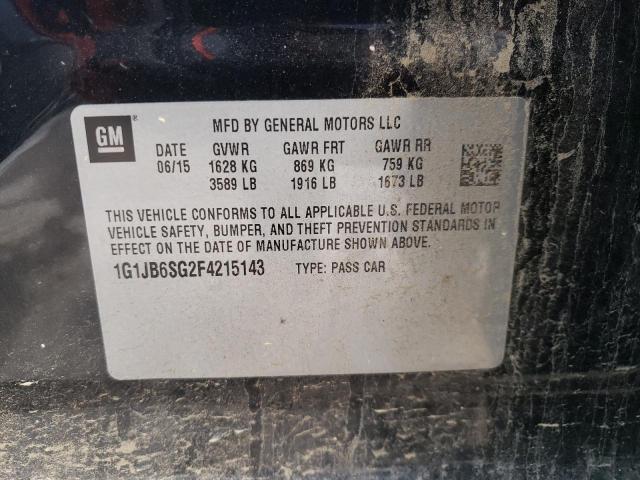 GM ®
MFD BY GENERAL MOTORS LLC
DATE GVWR GAWR FRT GAWR RR
06/15 1628 KG 869 KG 759 KG
3589 LB 1916 LB 1673 LB
THIS VEHICLE CONFORMS TO ALL APPLICABLE U.S. FEDERAL MOTOR
VEHICLE SAFETY, BUMPER, AND THEFT PREVENTION STANDARDS IN
EFFECT ON THE DATE OF MANUFACTURE SHOWN ABOVE.
1G1JB6SG2F4215143 TYPE: PASS CAR